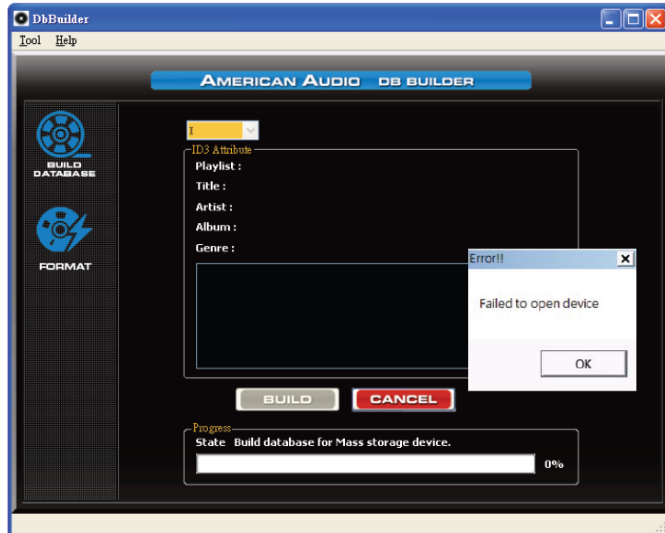 DbBuilder
Tool Help
AMERICAN AUDIO DB BUILDER
BUILD
DATABASE
FORMAT
I
ID3 Attribute
Playlist :
Title :
Artist :
Album :
Genre :
Error!!
Failed to open device
OK
BUILD CANCEL
Progress
State Build database for Mass storage device.
0%